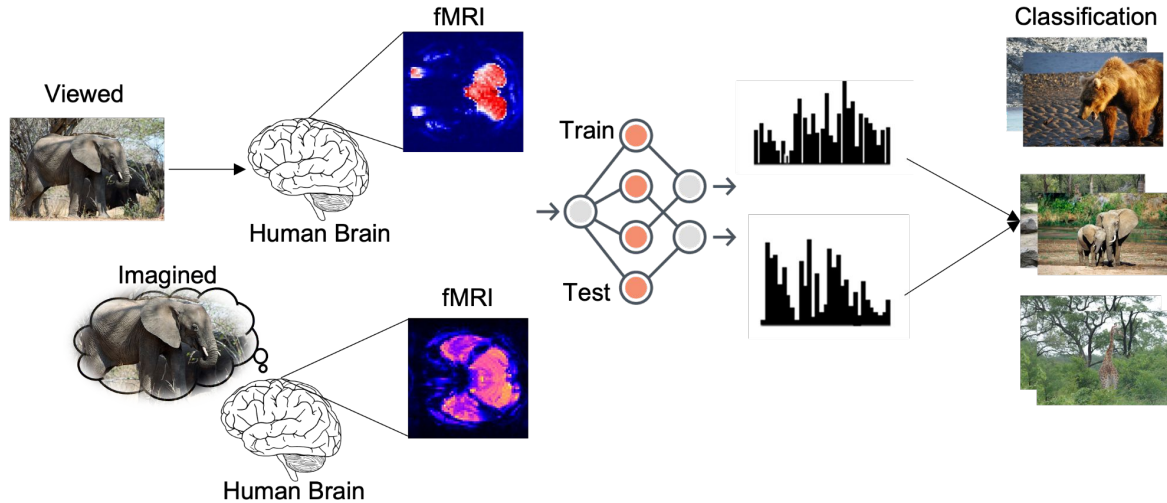 fMRI
Classification
Viewed
Train
Human Brain
Imagined
Test
fMRI
Human Brain